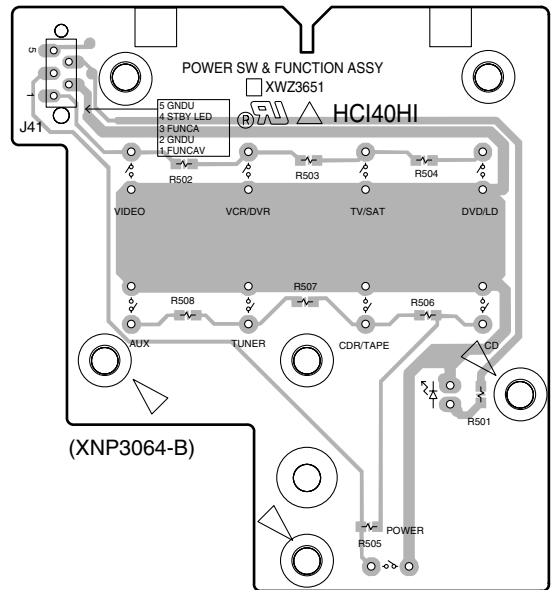 POWER SW & FUNCTION ASSY
XWZ3651
5
1
J41
5 GNDU
4 STBY LED
3 FUNCA
2 GNDU
1 FUNCAV
R
HCI40HI
R502
R503
R504
VIDEO
VCR/DVR
TV/SAT
DVD/LD
R508
R507
R506
AUX
TUNER
CDR/TAPE
CD
R501
(XNP3064-B)
R505
POWER